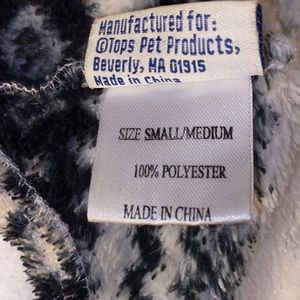 Manufactured for:
©Tops Pet Products,
Beverly, MA 01915
Made in China
SIZE SMALL/MEDIUM
100% POLYESTER
MADE IN CHINA